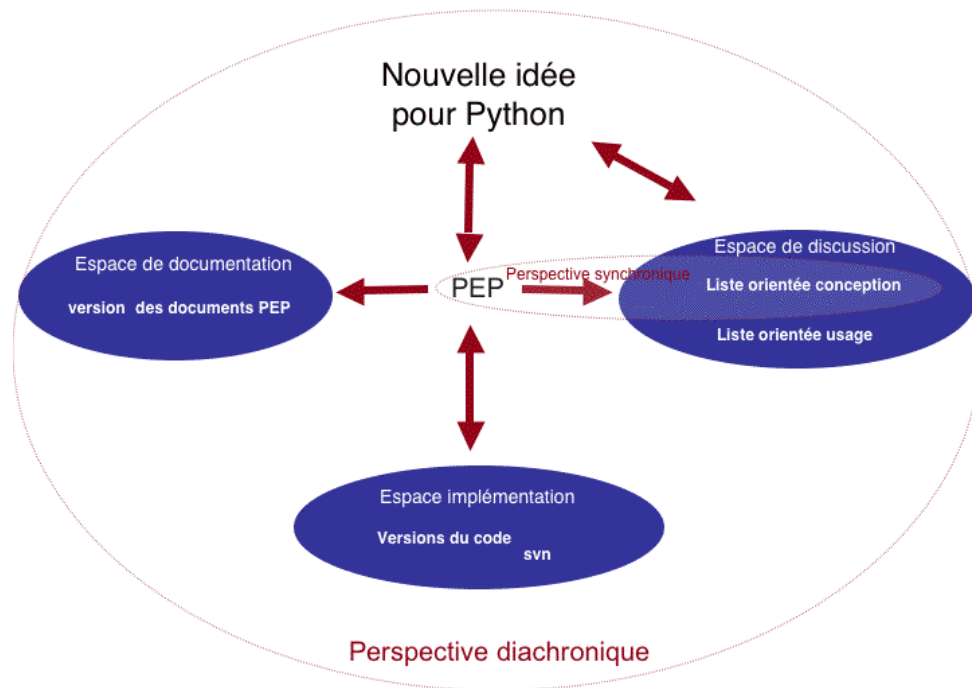 Nouvelle idée
pour Python
Espace de documentation
version des documents PEP
PEP
Perspective synchronique
Espace de discussion
Liste orientée conception
Liste orientée usage
Espace implémentation
Versions du code
svn
Perspective diachronique